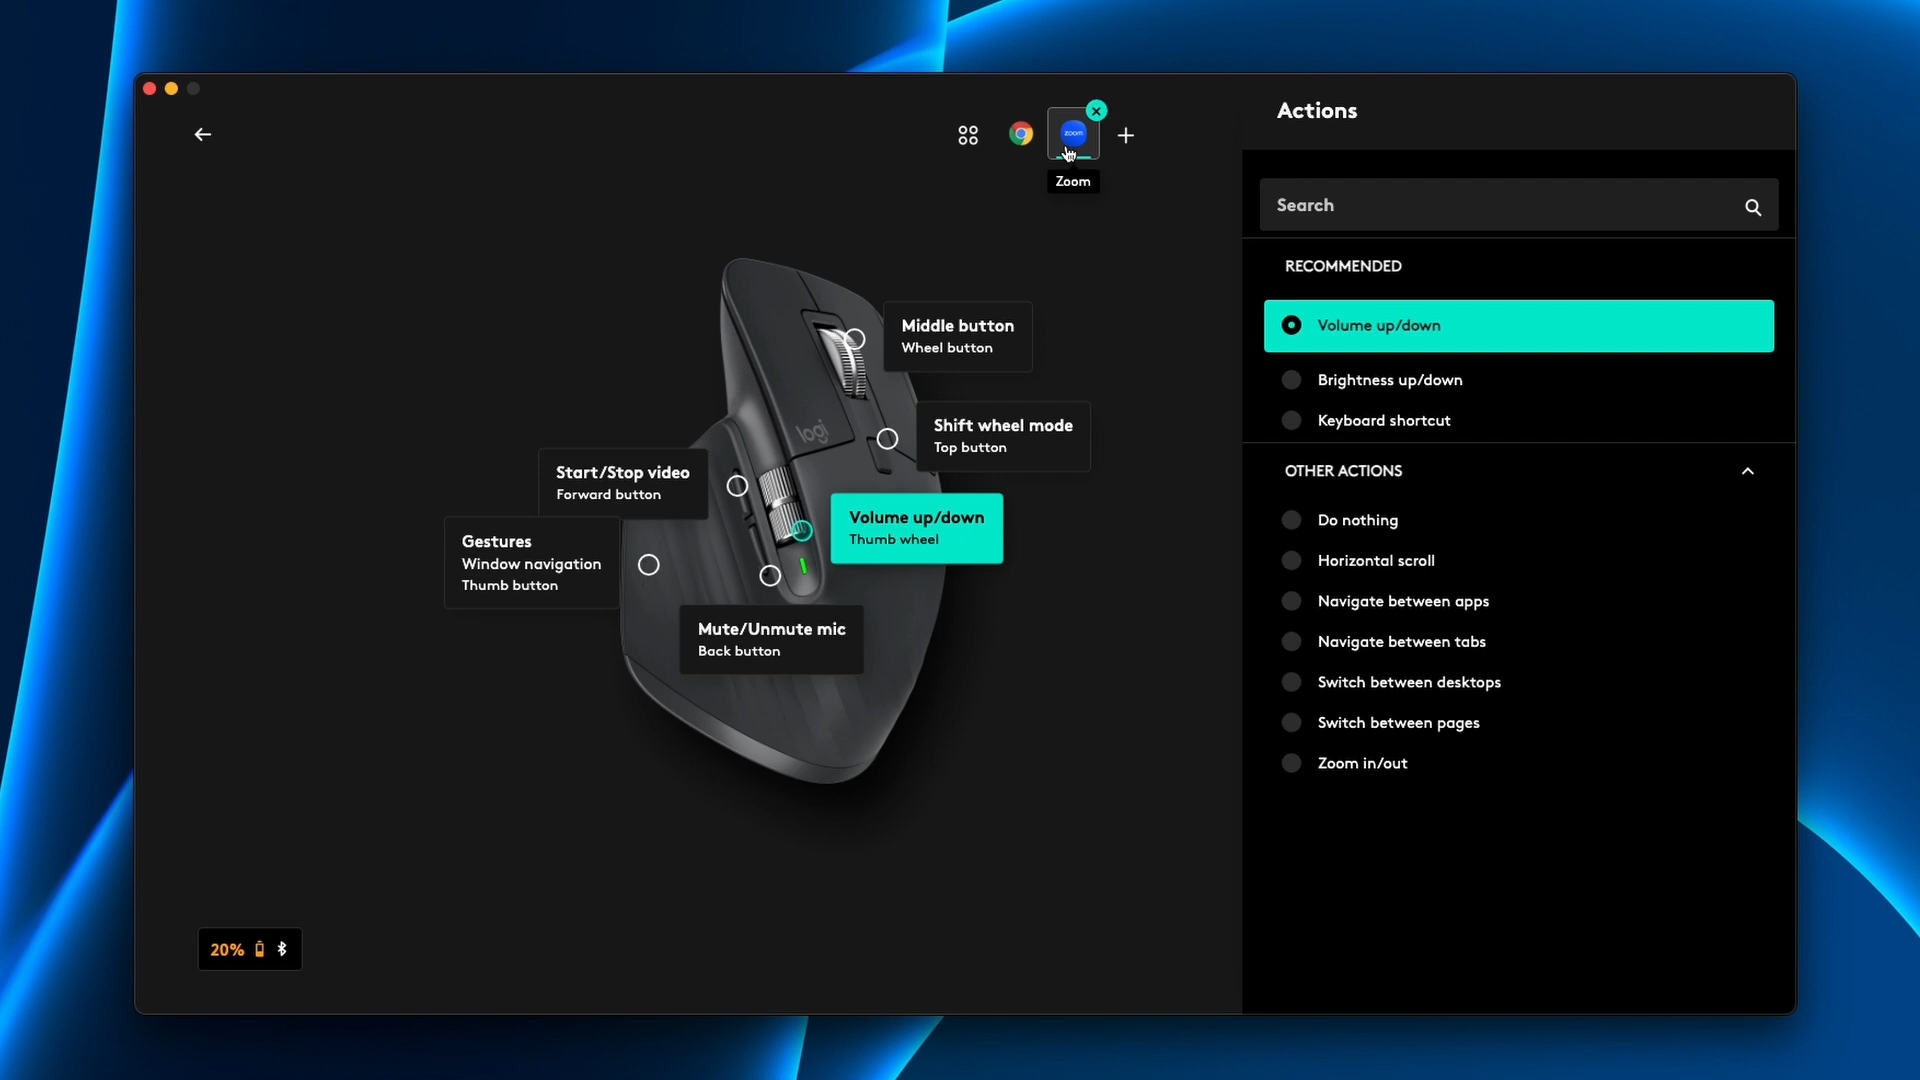 zoom
Zoom
Middle button
Wheel button
logi
Shift wheel mode
Top button
Start/Stop video
Forward button
Volume up/down
Thumb wheel
Gestures
Window navigation
Thumb button
Mute/Unmute mic
Back button
20%
Actions
Search
RECOMMENDED
Volume up/down
Brightness up/down
Keyboard shortcut
OTHER ACTIONS
Do nothing
Horizontal scroll
Navigate between apps
Navigate between tabs
Switch between desktops
Switch between pages
Zoom in/out